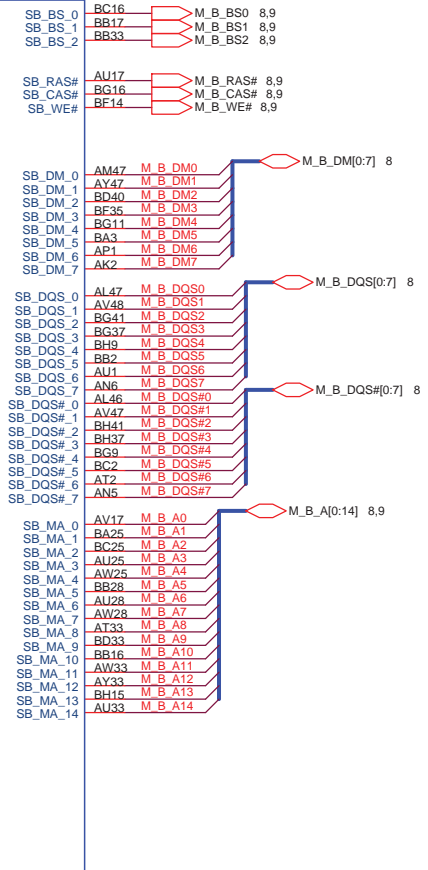 SB_BS_0 BC16 M_B_BS0 8,9
SB_BS_1 BB17 M_B_BS1 8,9
SB_BS_2 BB33 M_B_BS2 8,9
SB_RAS# AU17 M_B_RAS# 8,9
SB_CAS# BG16 M_B_CAS# 8,9
SB_WE# BF14 M_B_WE# 8,9
M_B_DM[0:7] 8
SB_DM_0 AM47 M_B_DM0
SB_DM_1 AY47 M_B_DM1
SB_DM_2 BD40 M_B_DM2
SB_DM_3 BF35 M_B_DM3
SB_DM_4 BG11 M_B_DM4
SB_DM_5 BA3 M_B_DM5
SB_DM_6 AP1 M_B_DM6
SB_DM_7 AK2 M_B_DM7
M_B_DQS[0:7] 8
SB_DQS_0 AL47 M_B_DQS0
SB_DQS_1 AV48 M_B_DQS1
SB_DQS_2 BG41 M_B_DQS2
SB_DQS_3 BG37 M_B_DQS3
SB_DQS_4 BH9 M_B_DQS4
SB_DQS_5 BB2 M_B_DQS5
SB_DQS_6 AU1 M_B_DQS6
SB_DQS_7 AN6 M_B_DQS7
M_B_DQS#[0:7] 8
SB_DQS#_0 AL46 M_B_DQS#0
SB_DQS#_1 AV47 M_B_DQS#1
SB_DQS#_2 BH41 M_B_DQS#2
SB_DQS#_3 BH37 M_B_DQS#3
SB_DQS#_4 BG9 M_B_DQS#4
SB_DQS#_5 BC2 M_B_DQS#5
SB_DQS#_6 AT2 M_B_DQS#6
SB_DQS#_7 AN5 M_B_DQS#7
M_B_A[0:14] 8,9
SB_MA_0 AV17 M_B_A0
SB_MA_1 BA25 M_B_A1
SB_MA_2 BC25 M_B_A2
SB_MA_3 AU25 M_B_A3
SB_MA_4 AW25 M_B_A4
SB_MA_5 BB28 M_B_A5
SB_MA_6 AU28 M_B_A6
SB_MA_7 AW28 M_B_A7
SB_MA_8 AT33 M_B_A8
SB_MA_9 BD33 M_B_A9
SB_MA_10 BB16 M_B_A10
SB_MA_11 AW33 M_B_A11
SB_MA_12 AY33 M_B_A12
SB_MA_13 BH15 M_B_A13
SB_MA_14 AU33 M_B_A14